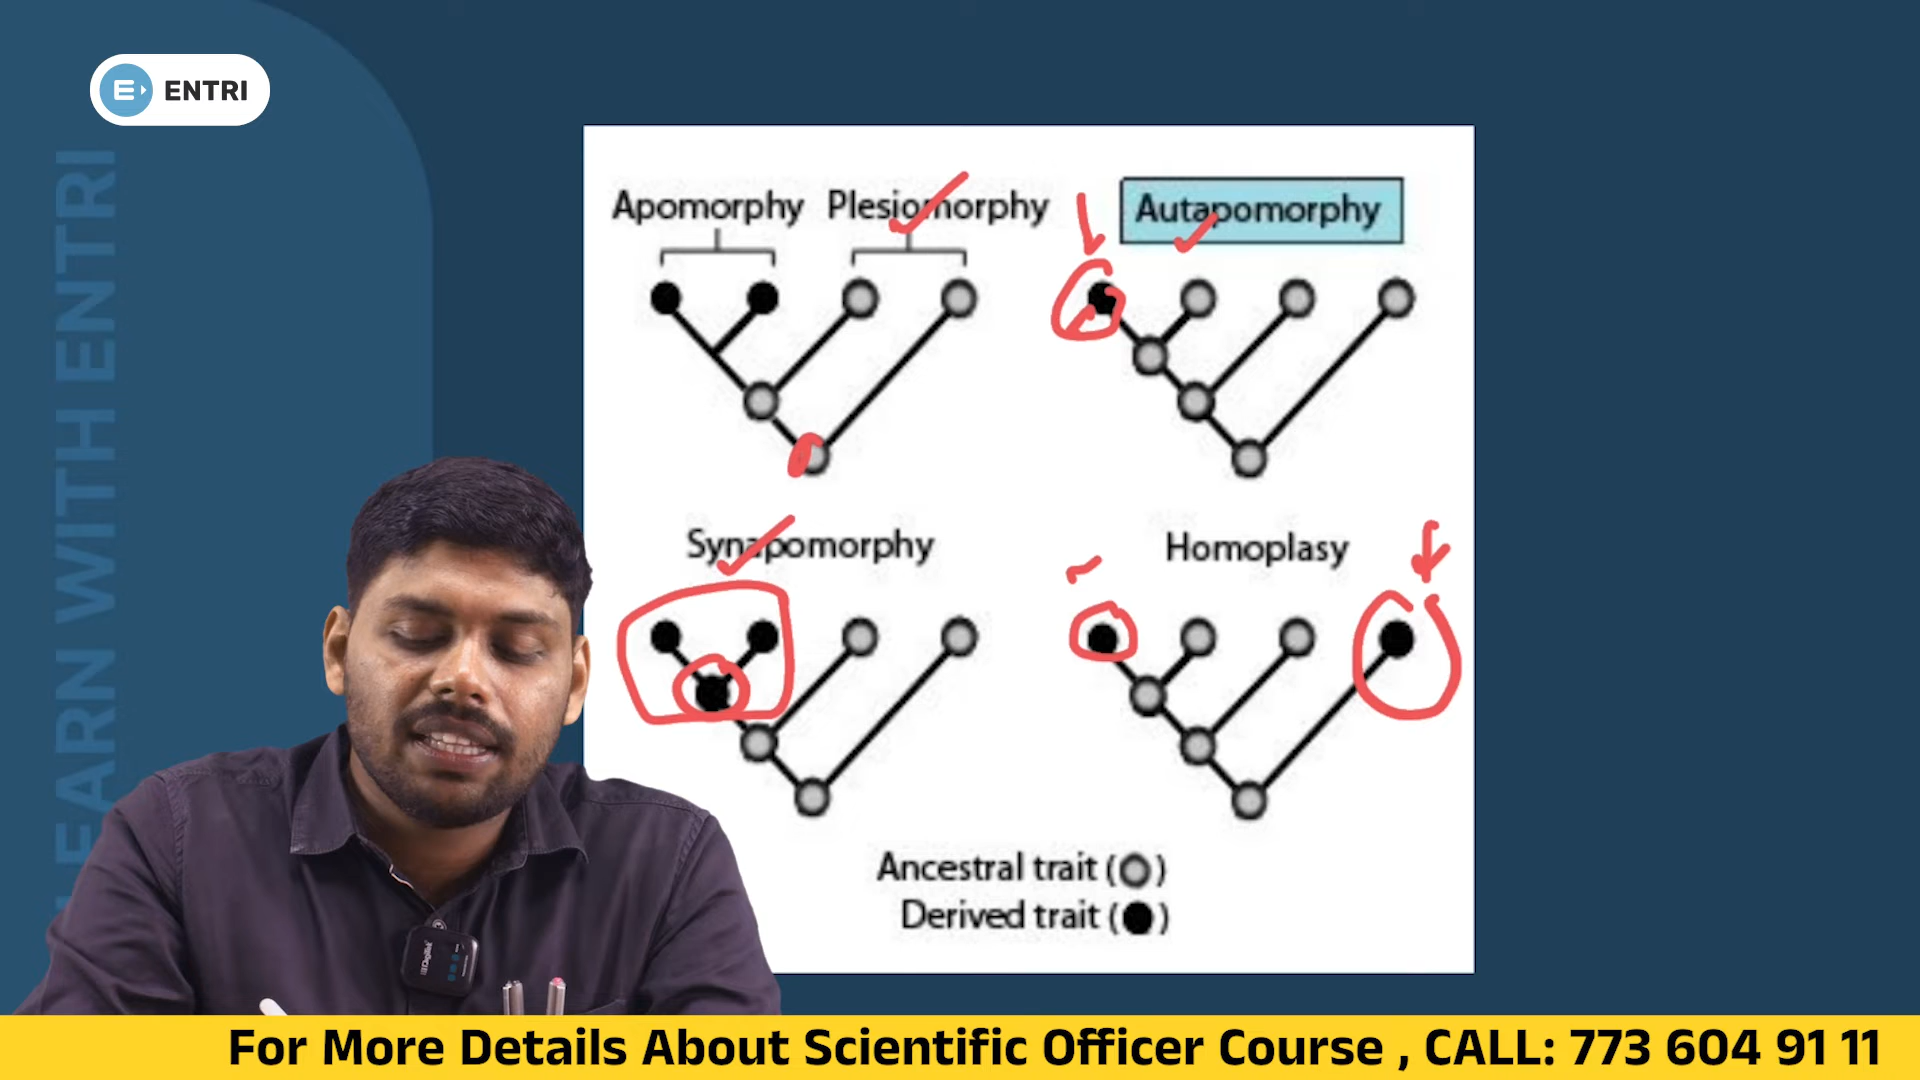 ENTRI
LEARN WITH ENTRI
Apomorphy Plesiomorphy
Autapomorphy
Synapomorphy
Homoplasy
Ancestral trait ( )
Derived trait ( )
For More Details About Scientific Officer Course , CALL: 773 604 91 11